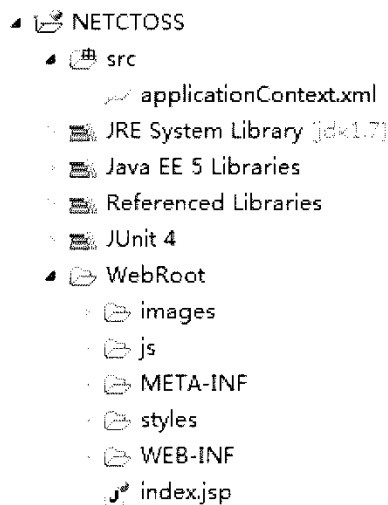 NETCTOSS
src
applicationContext.xml
JRE System Library [jdk1.7]
Java EE 5 Libraries
Referenced Libraries
JUnit 4
WebRoot
images
js
META-INF
styles
WEB-INF
index.jsp